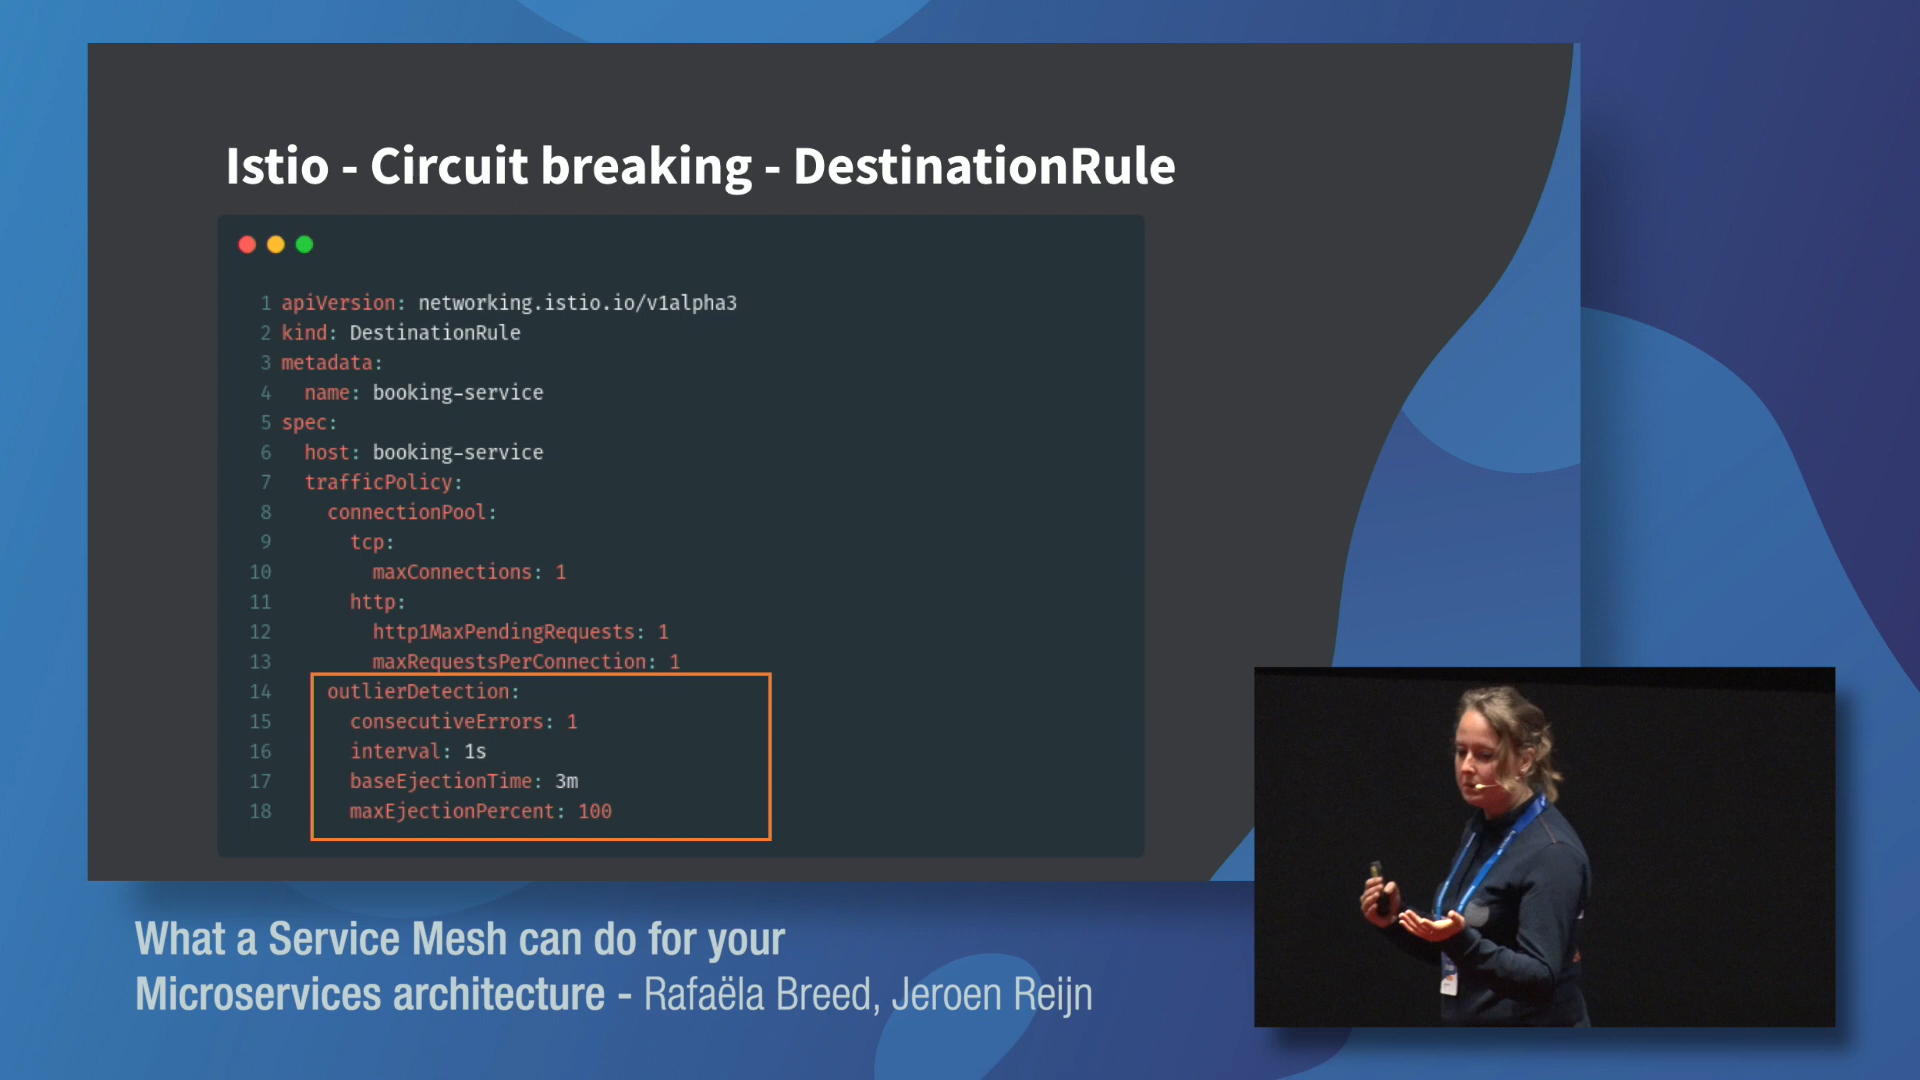 Istio - Circuit breaking - DestinationRule
1 apiVersion: networking.istio.io/v1alpha3
2 kind: DestinationRule
3 metadata:
4   name: booking-service
5 spec:
6   host: booking-service
7   trafficPolicy:
8     connectionPool:
9       tcp:
10         maxConnections: 1
11       http:
12         http1MaxPendingRequests: 1
13         maxRequestsPerConnection: 1
14     outlierDetection:
15       consecutiveErrors: 1
16       interval: 1s
17       baseEjectionTime: 3m
18       maxEjectionPercent: 100
What a Service Mesh can do for your
Microservices architecture - Rafaëla Breed, Jeroen Reijn